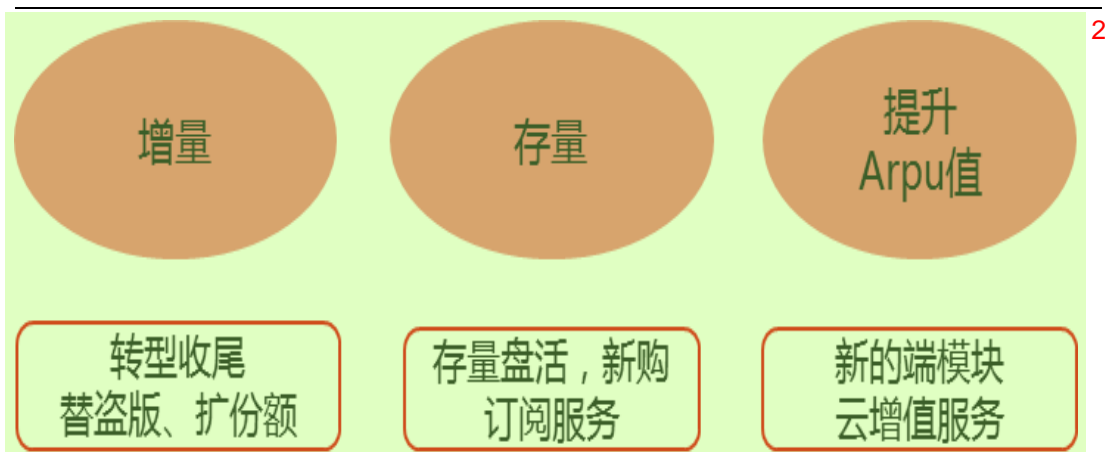 2
增量
存量
提升
Arpu值
转型收尾
替盗版、扩份额
存量盘活，新购
订阅服务
新的端模块
云增值服务